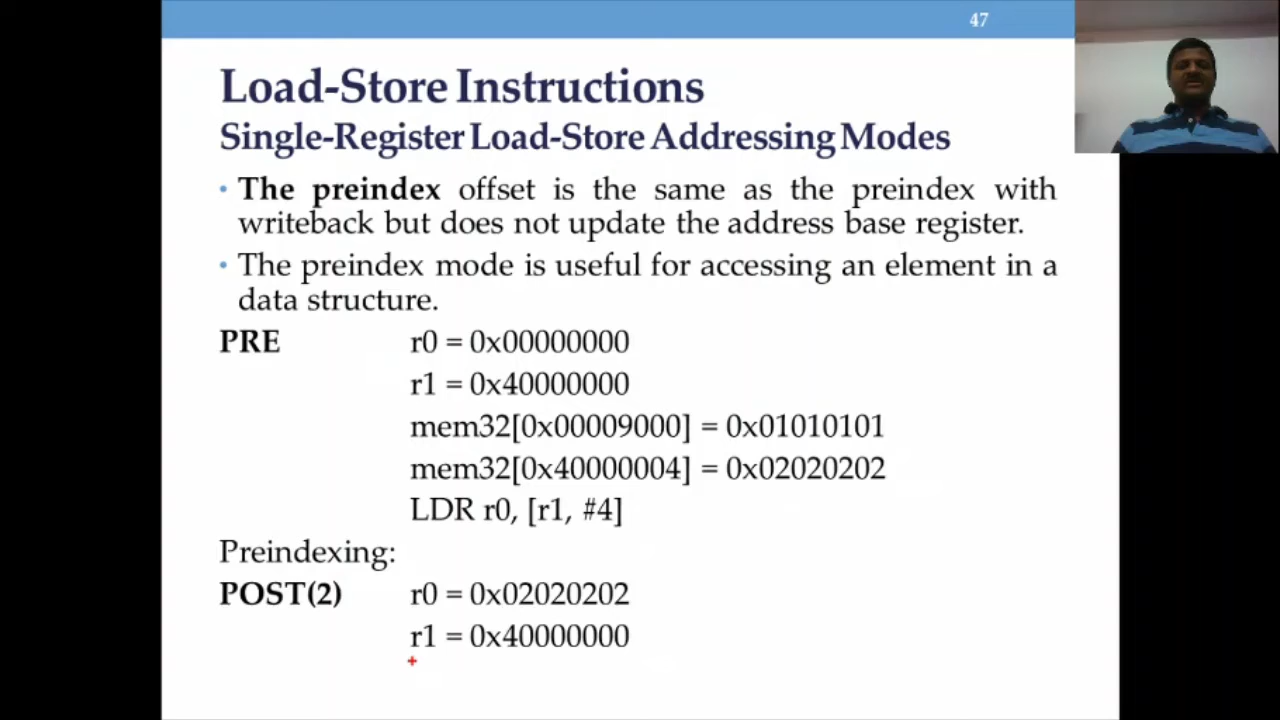 47
Load-Store Instructions
Single-Register Load-Store Addressing Modes
• The preindex offset is the same as the preindex with
writeback but does not update the address base register.
• The preindex mode is useful for accessing an element in a
data structure.
PRE r0 = 0x00000000
r1 = 0x40000000
mem32[0x00009000] = 0x01010101
mem32[0x40000004] = 0x02020202
LDR r0, [r1, #4]
Preindexing:
POST(2) r0 = 0x02020202
r1 = 0x40000000